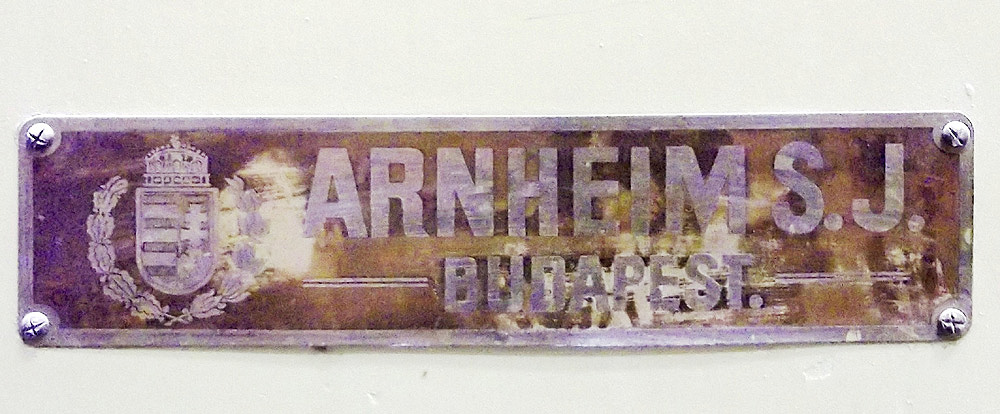 ARNHEIM S.J.
BUDAPEST.